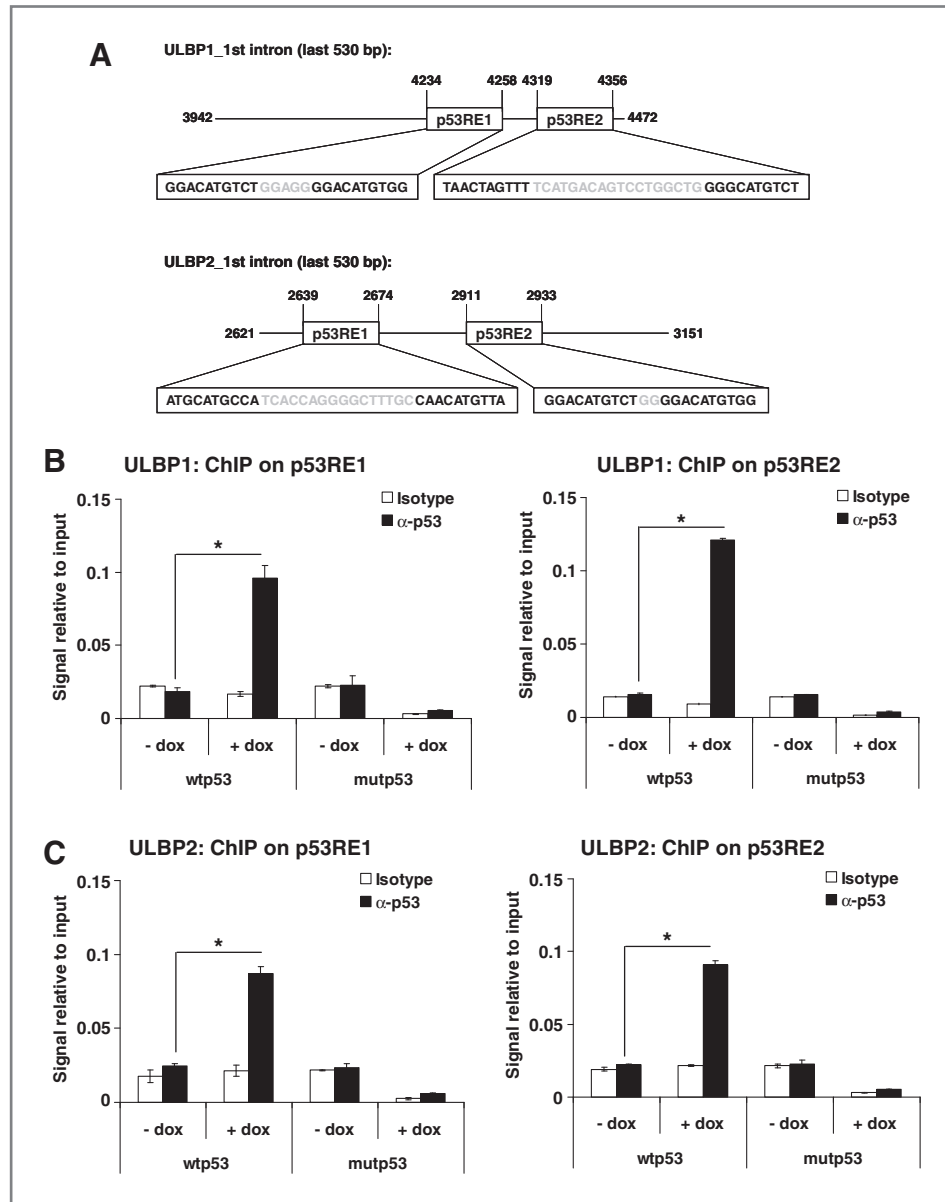 A
ULBP1_1st intron (last 530 bp):
4234 4258 4319 4356
3942 p53RE1 p53RE2 4472
GGACATGTCT GGAGG GGACATGTGG TAACTAGTTT TCATGACAGTCCTGGCTG GGGCATGTCT
ULBP2_1st intron (last 530 bp):
2639 2674 2911 2933
2621 p53RE1 p53RE2 3151
ATGCATGCCA TCACCAGGGGCTTTGC CAACATGTTA GGACATGTCT GG GGACATGTGG
B
ULBP1: ChIP on p53RE1
Signal relative to input
0.15
0.1
0.05
0
Isotype
α-p53
*
- dox + dox - dox + dox
wtp53 mutp53
ULBP1: ChIP on p53RE2
Signal relative to input
0.15
0.1
0.05
0
Isotype
α-p53
*
- dox + dox - dox + dox
wtp53 mutp53
C
ULBP2: ChIP on p53RE1
Signal relative to input
0.15
0.1
0.05
0
Isotype
α-p53
*
- dox + dox - dox + dox
wtp53 mutp53
ULBP2: ChIP on p53RE2
Signal relative to input
0.15
0.1
0.05
0
Isotype
α-p53
*
- dox + dox - dox + dox
wtp53 mutp53